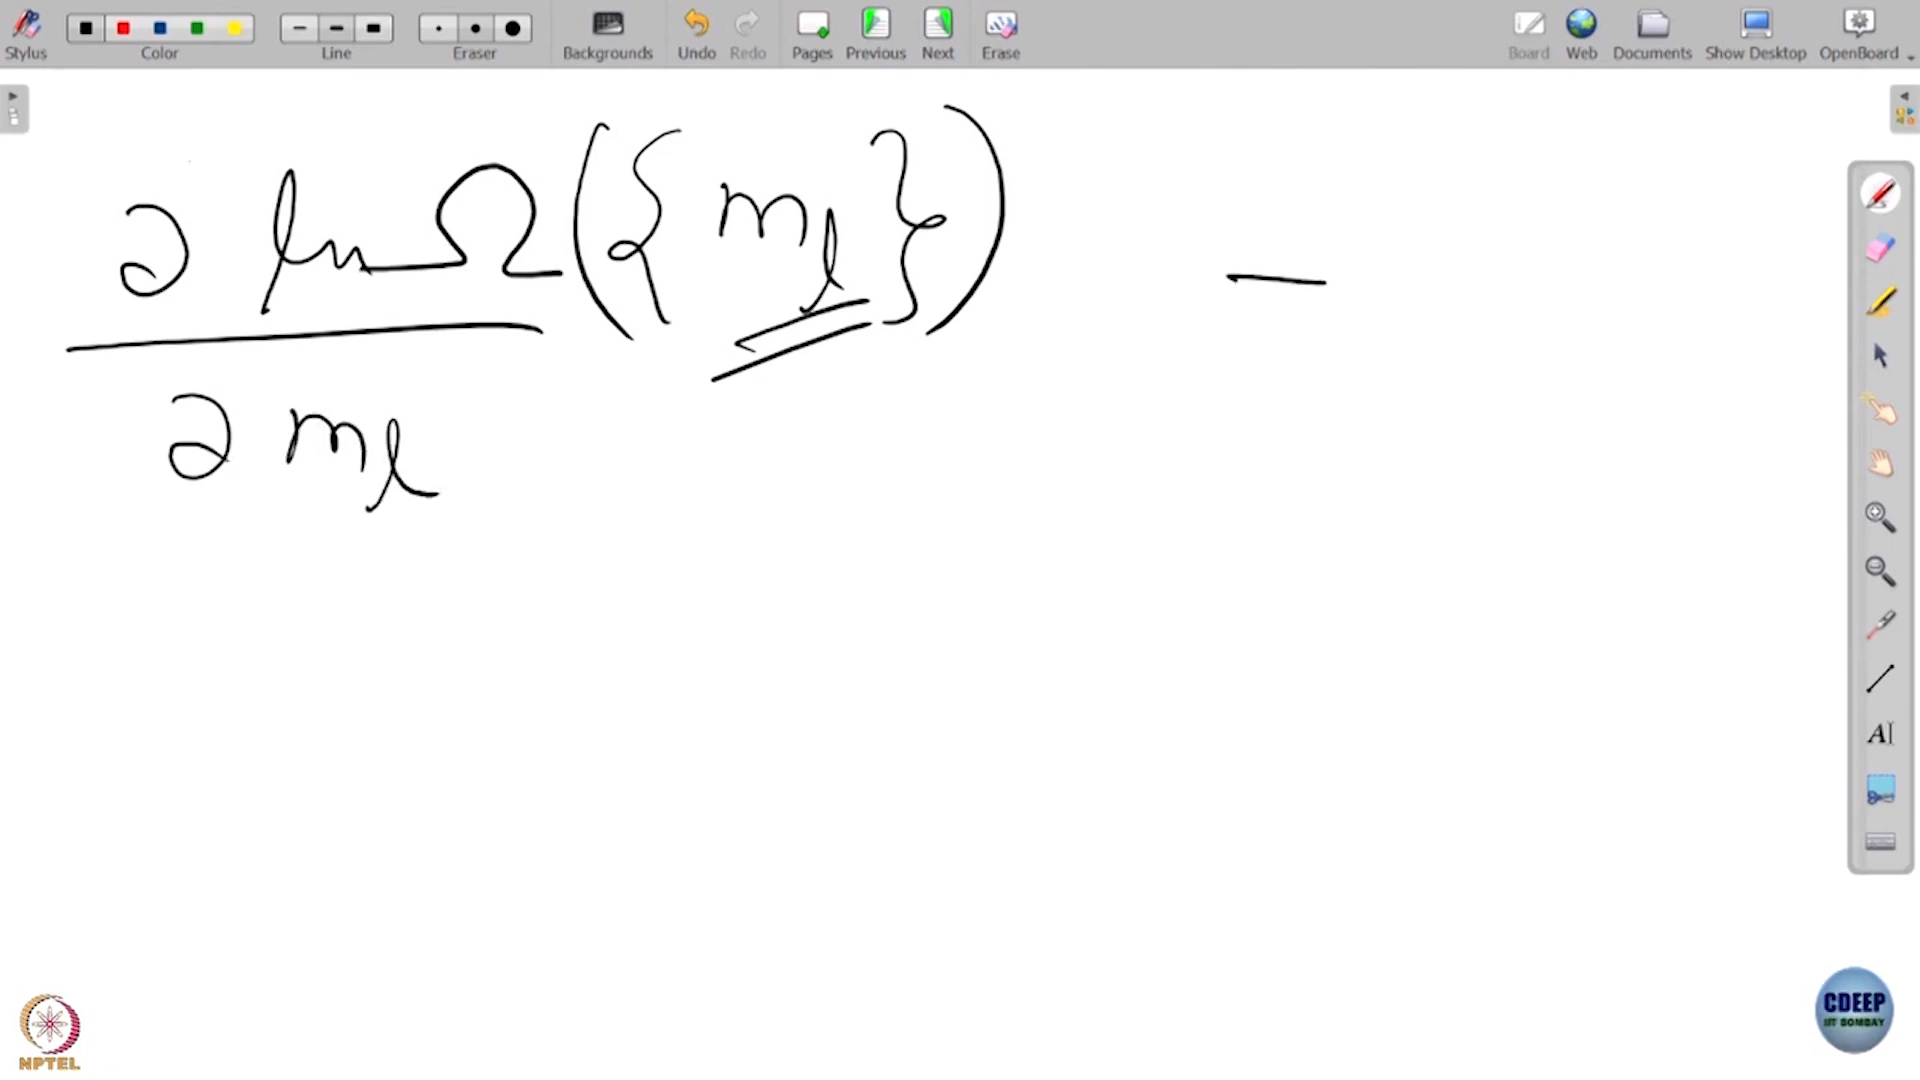 Stylus Color Line Eraser Backgrounds Undo Redo Pages Previous Next Erase Board Web Documents Show Desktop OpenBoard
∂ ln Ω ({ m_l }) —
∂ m_l
AI
NPTEL
CDEEP
IIT BOMBAY